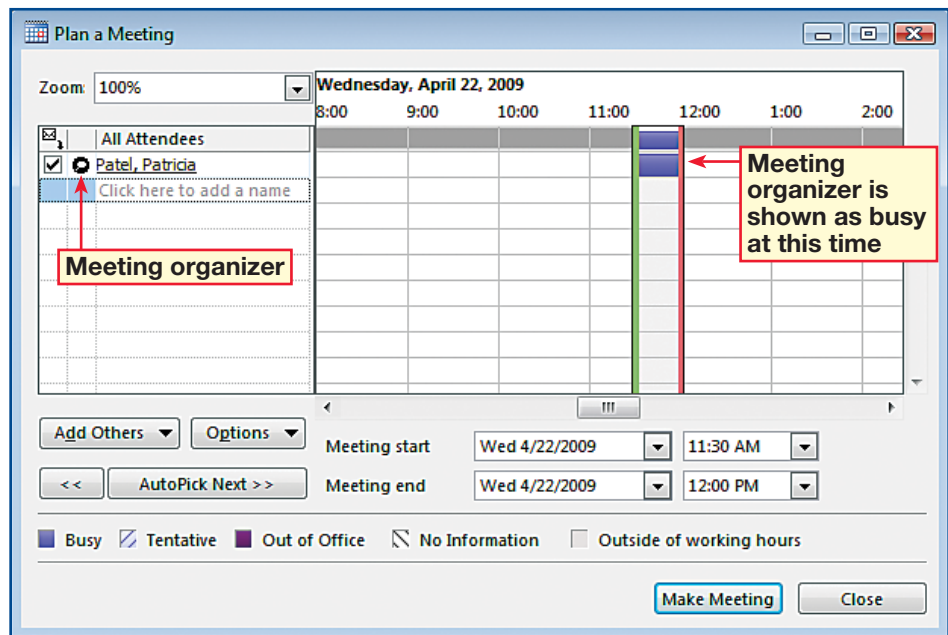 Plan a Meeting
Zoom: 100%
Wednesday, April 22, 2009
8:00 9:00 10:00 11:00 12:00 1:00 2:00
All Attendees
Patel, Patricia
Click here to add a name
Meeting organizer
Meeting
organizer is
shown as busy
at this time
Add Others Options
Meeting start Wed 4/22/2009 11:30 AM
<< AutoPick Next >>
Meeting end Wed 4/22/2009 12:00 PM
Busy Tentative Out of Office No Information Outside of working hours
Make Meeting Close